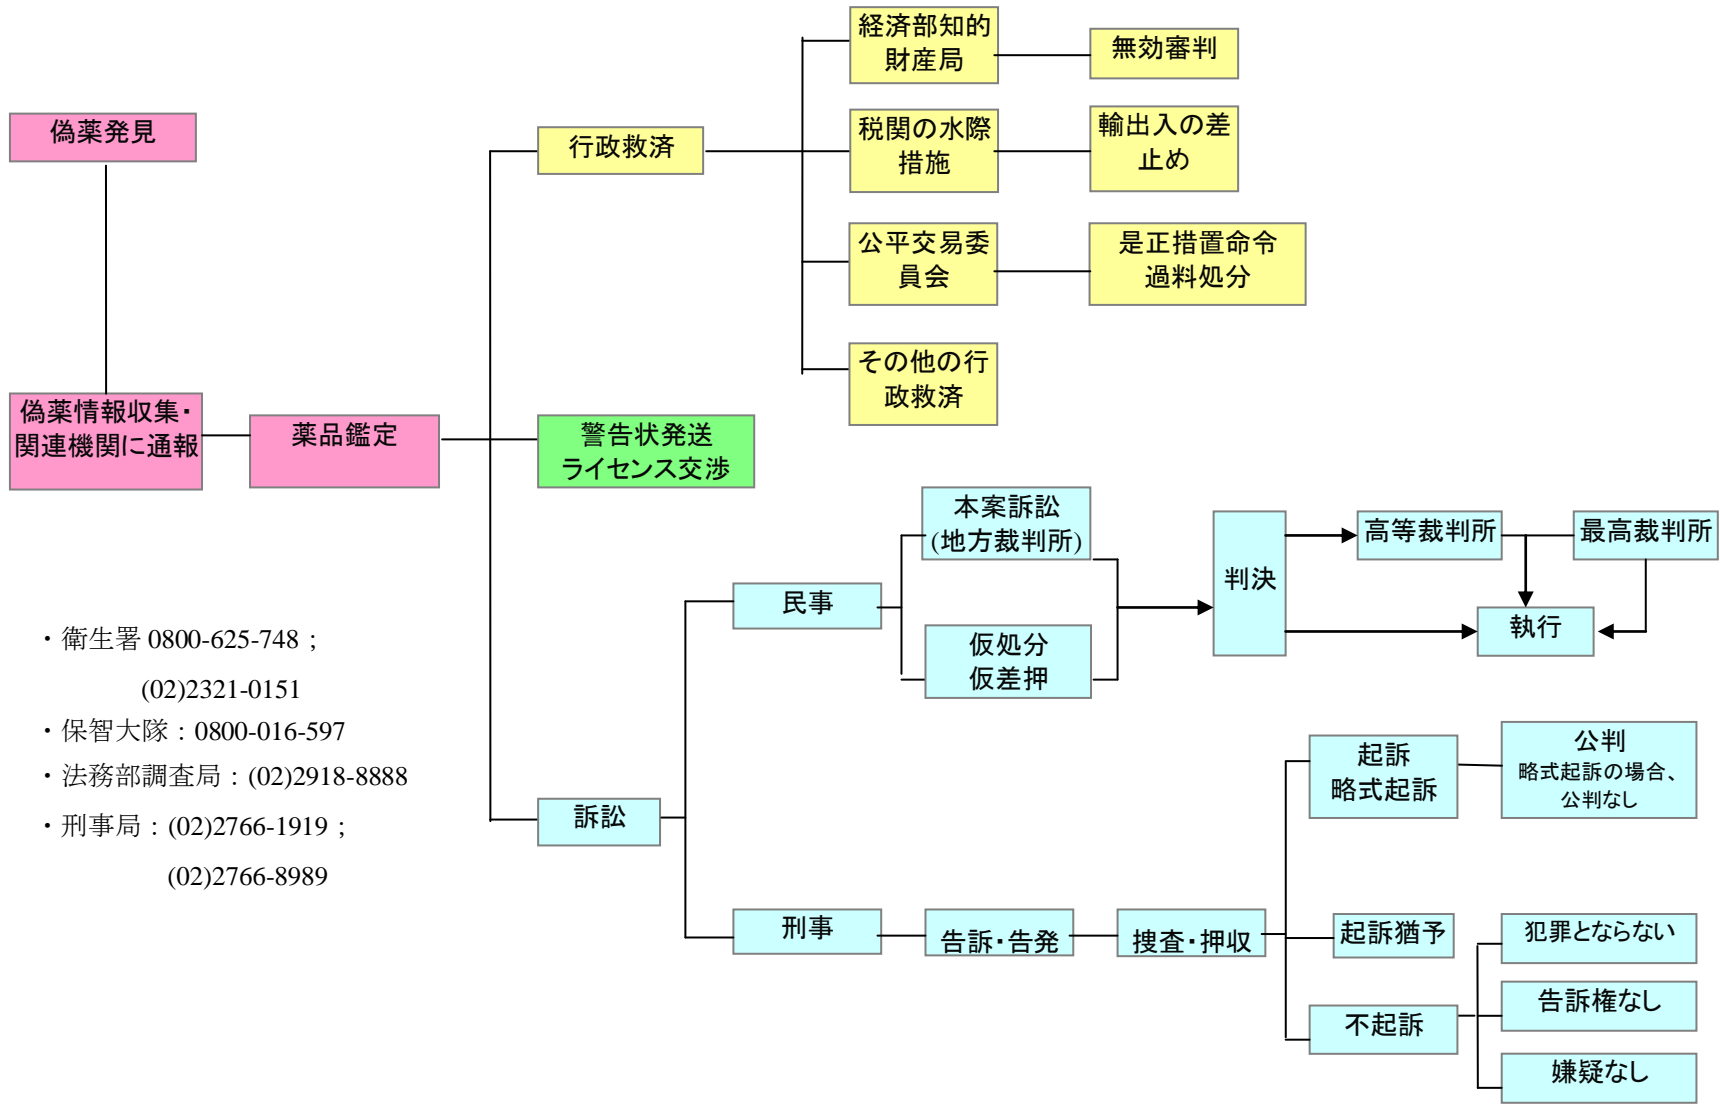 偽薬発見
偽薬情報収集・
関連機関に通報
薬品鑑定
行政救済
経済部知的
財産局
無効審判
税関の水際
措施
輸出入の差
止め
公平交易委
員会
是正措置命令
過料処分
その他の行
政救済
警告状発送
ライセンス交渉
訴訟
民事
本案訴訟
(地方裁判所)
仮処分
仮差押
判決
高等裁判所
最高裁判所
執行
刑事
告訴・告発
捜査・押収
起訴
略式起訴
公判
略式起訴の場合、
公判なし
起訴猶予
不起訴
犯罪とならない
告訴権なし
嫌疑なし
・衛生署 0800-625-748；
(02)2321-0151
・保智大隊：0800-016-597
・法務部調査局：(02)2918-8888
・刑事局：(02)2766-1919；
(02)2766-8989